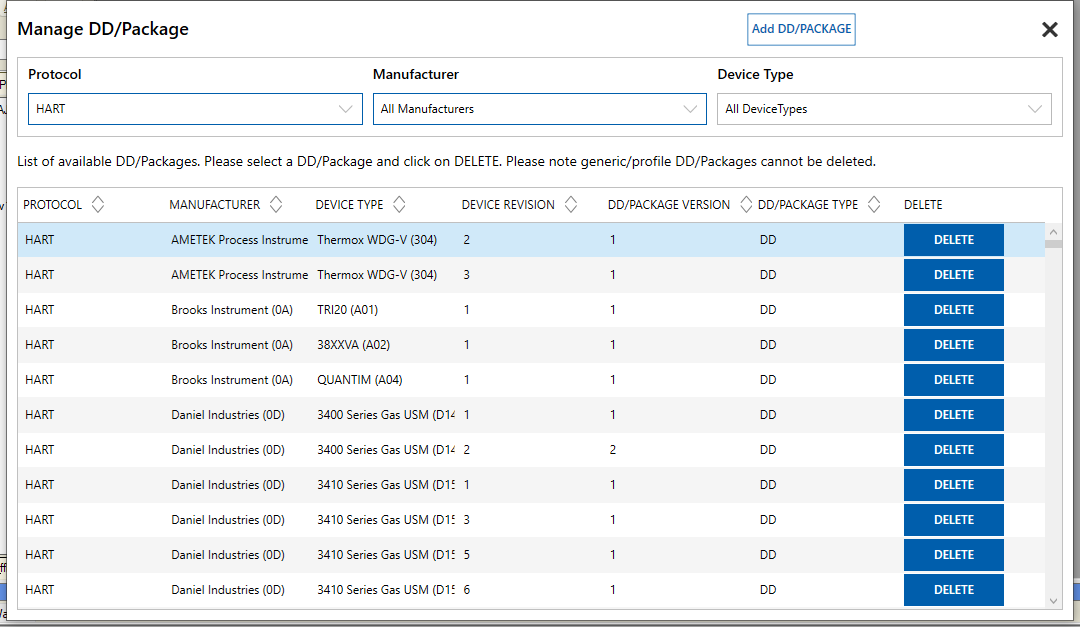 Manage DD/Package
Add DD/PACKAGE
Protocol Manufacturer Device Type
HART All Manufacturers All DeviceTypes
List of available DD/Packages. Please select a DD/Package and click on DELETE. Please note generic/profile DD/Packages cannot be deleted.
PROTOCOL MANUFACTURER DEVICE TYPE DEVICE REVISION DD/PACKAGE VERSION DD/PACKAGE TYPE DELETE
HART AMETEK Process Instrume Thermox WDG-V (304) 2 1 DD DELETE
HART AMETEK Process Instrume Thermox WDG-V (304) 3 1 DD DELETE
HART Brooks Instrument (0A) TRI20 (A01) 1 1 DD DELETE
HART Brooks Instrument (0A) 38XXVA (A02) 1 1 DD DELETE
HART Brooks Instrument (0A) QUANTIM (A04) 1 1 DD DELETE
HART Daniel Industries (0D) 3400 Series Gas USM (D14 1 1 DD DELETE
HART Daniel Industries (0D) 3400 Series Gas USM (D14 2 2 DD DELETE
HART Daniel Industries (0D) 3410 Series Gas USM (D15 1 1 DD DELETE
HART Daniel Industries (0D) 3410 Series Gas USM (D15 3 1 DD DELETE
HART Daniel Industries (0D) 3410 Series Gas USM (D15 5 1 DD DELETE
HART Daniel Industries (0D) 3410 Series Gas USM (D15 6 1 DD DELETE